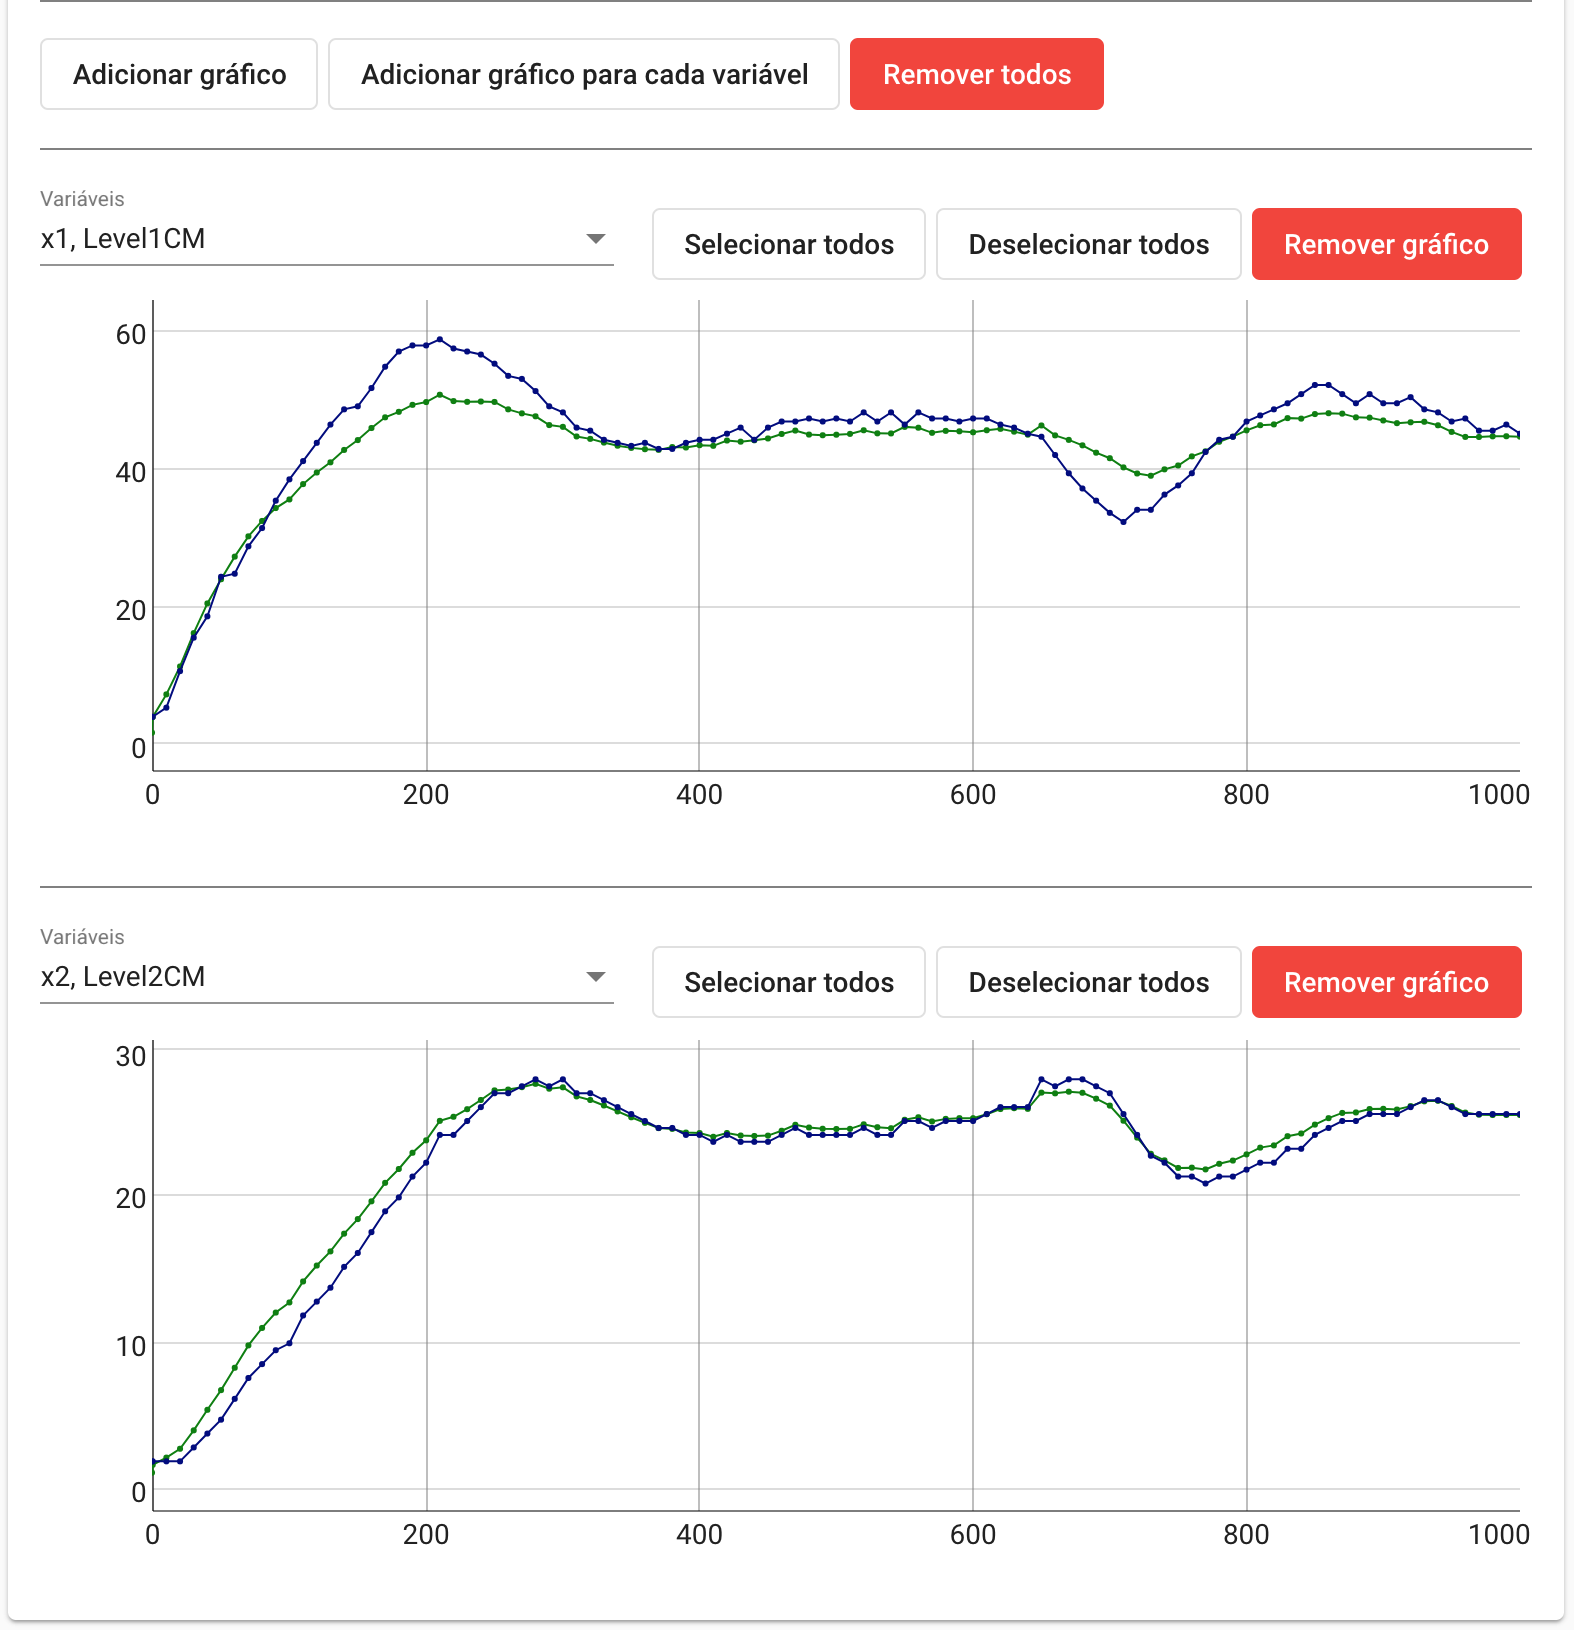 Adicionar gráfico Adicionar gráfico para cada variável Remover todos
Variáveis
x1, Level1CM
Selecionar todos Deselecionar todos Remover gráfico
60
40
20
0
0 200 400 600 800 1000
Variáveis
x2, Level2CM
Selecionar todos Deselecionar todos Remover gráfico
30
20
10
0
0 200 400 600 800 1000